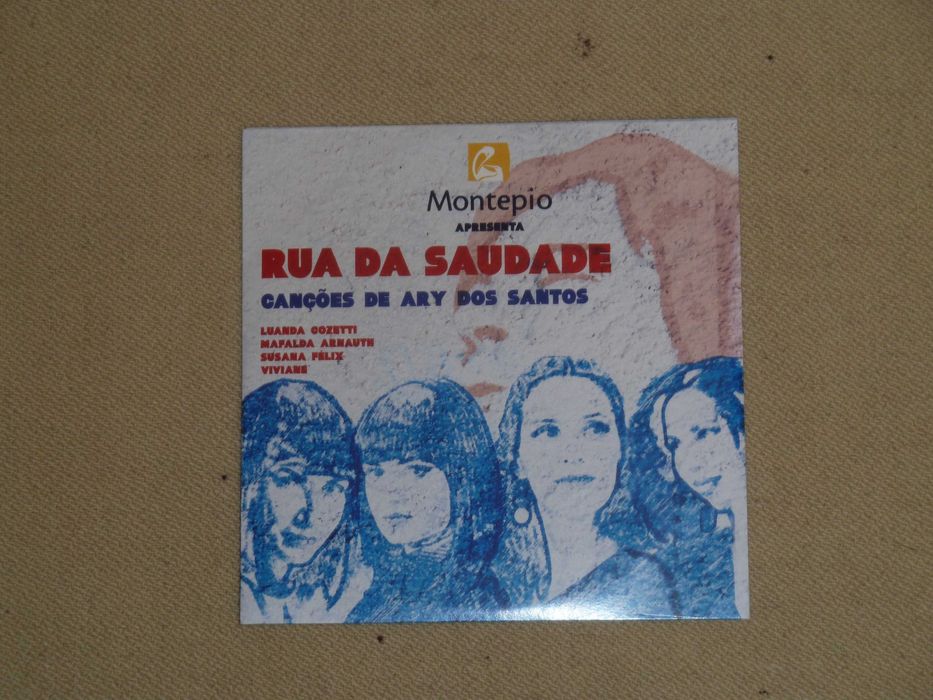 Montepio
APRESENTA
RUA DA SAUDADE
CANÇÕES DE ARY DOS SANTOS
LUANDA COZETTI
MAFALDA ARNAUTH
SUSANA FÉLIX
VIVIANE